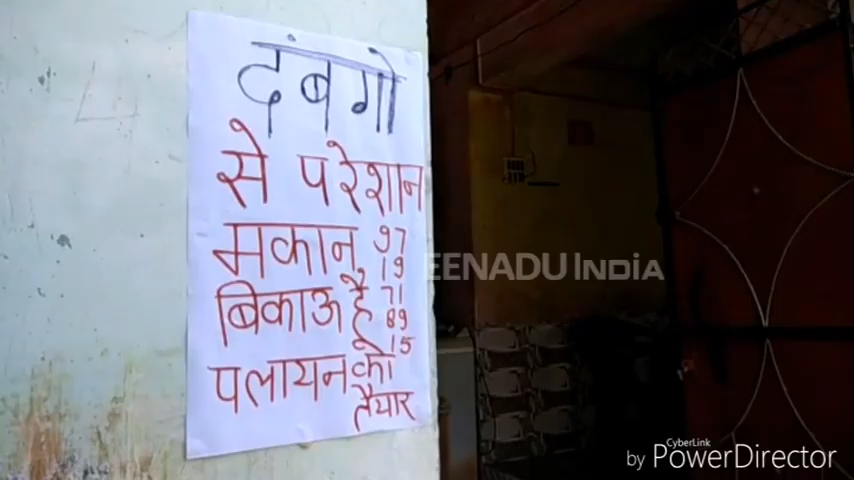 दबंगो
से परेशान
मकान 97
19
बिकाऊ है 71
89
15
पलायन को
तैयार
EENADU INDIA
CyberLink
by PowerDirector